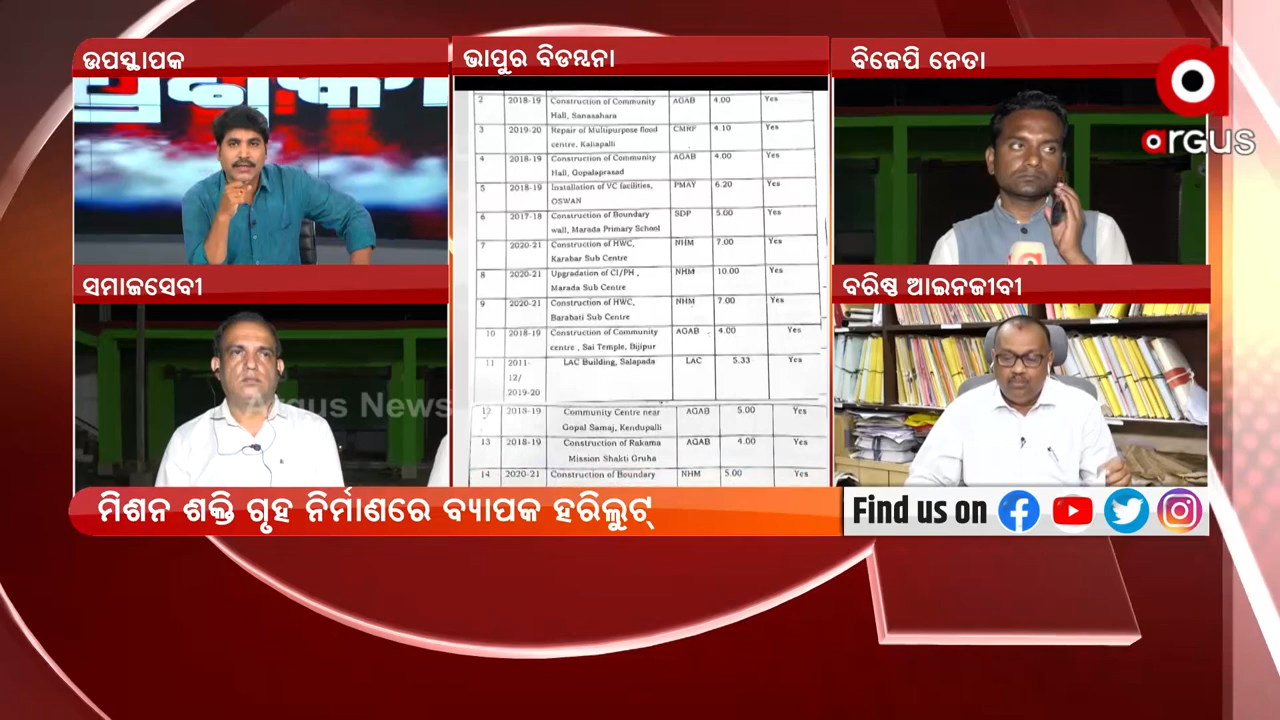 ଉପସ୍ଥାପକ
ଭାପୁର ବିଡମ୍ବନା
ବିଜେପି ନେତା
argus
2 2018-19 Construction of Community AGAB 4.00 Yes
Hall, Sanasahara
3 2019-20 Repair of Multipurpose flood CMRF 4.10 Yes
centre, Kaliapalli
4 2018-19 Construction of Community AGAB 4.00 Yes
Hall, Gopalaprasad
5 2018-19 Installation of VC facilities, PMAY 6.20 Yes
OSWAN
6 2017-18 Construction of Boundary SDP 5.00 Yes
wall, Marada Primary School
7 2020-21 Construction of HWC, NHM 7.00 Yes
Karabar Sub Centre
8 2020-21 Upgradation of CI/PH , NHM 10.00 Yes
Marada Sub Centre
9 2020-21 Construction of HWC, NHM 7.00 Yes
Barabati Sub Centre
10 2018-19 Construction of Community AGAB 4.00 Yes
centre , Sai Temple, Bijipur
11 2011- LAC Building, Salapada LAC 5.33 Yes
12/
2019-20
12 2018-19 Community Centre near AGAB 5.00 Yes
Gopal Samaj, Kendupalli
13 2018-19 Construction of Rakama AGAB 4.00 Yes
Mission Shakti Gruha
14 2020-21 Construction of Boundary NHM 5.00 Yes
ସମାଜସେବୀ
ବରିଷ୍ଠ ଆଇନଜୀବୀ
Argus News
ମିଶନ ଶକ୍ତି ଗୃହ ନିର୍ମାଣରେ ବ୍ୟାପକ ହରିଲୁଟ୍
Find us on